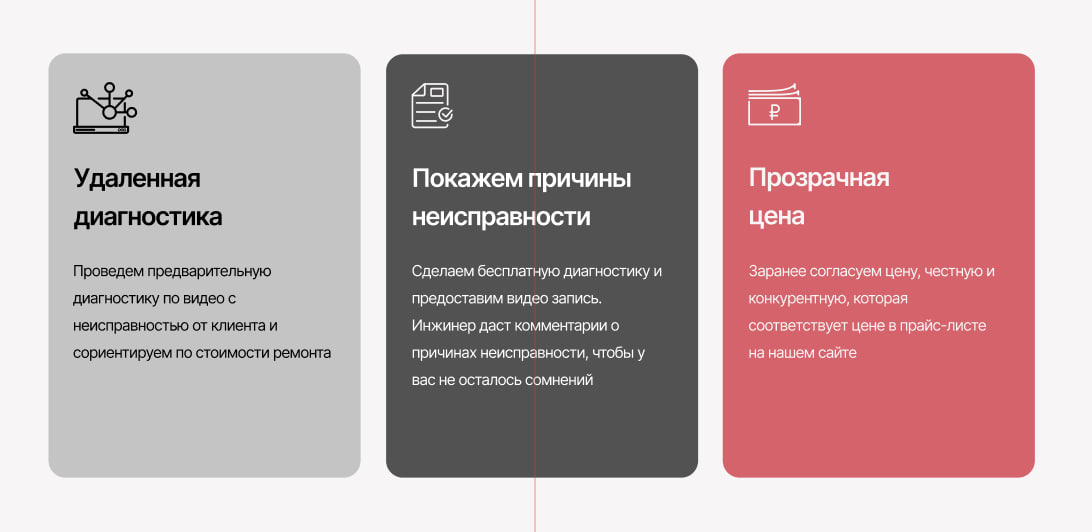 Удаленная
диагностика
Проведем предварительную
диагностику по видео с
неисправностью от клиента и
сориентируем по стоимости ремонта
Покажем причины
неисправности
Сделаем бесплатную диагностику и
предоставим видео запись.
Инжинер даст комментарии о
причинах неисправности, чтобы у
вас не осталось сомнений
₽
Прозрачная
цена
Заранее согласуем цену, честную и
конкурентную, которая
соответствует цене в прайс-листе
на нашем сайте